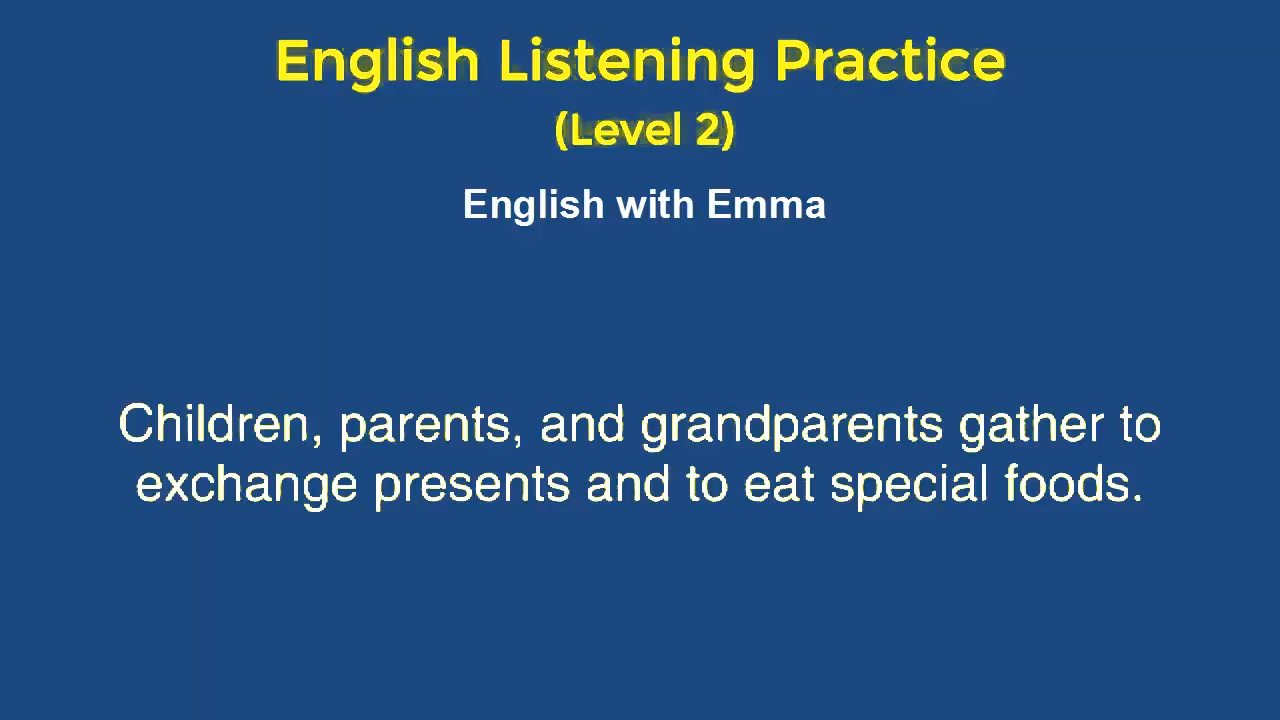 English Listening Practice
(Level 2)
English with Emma
Children, parents, and grandparents gather to
exchange presents and to eat special foods.